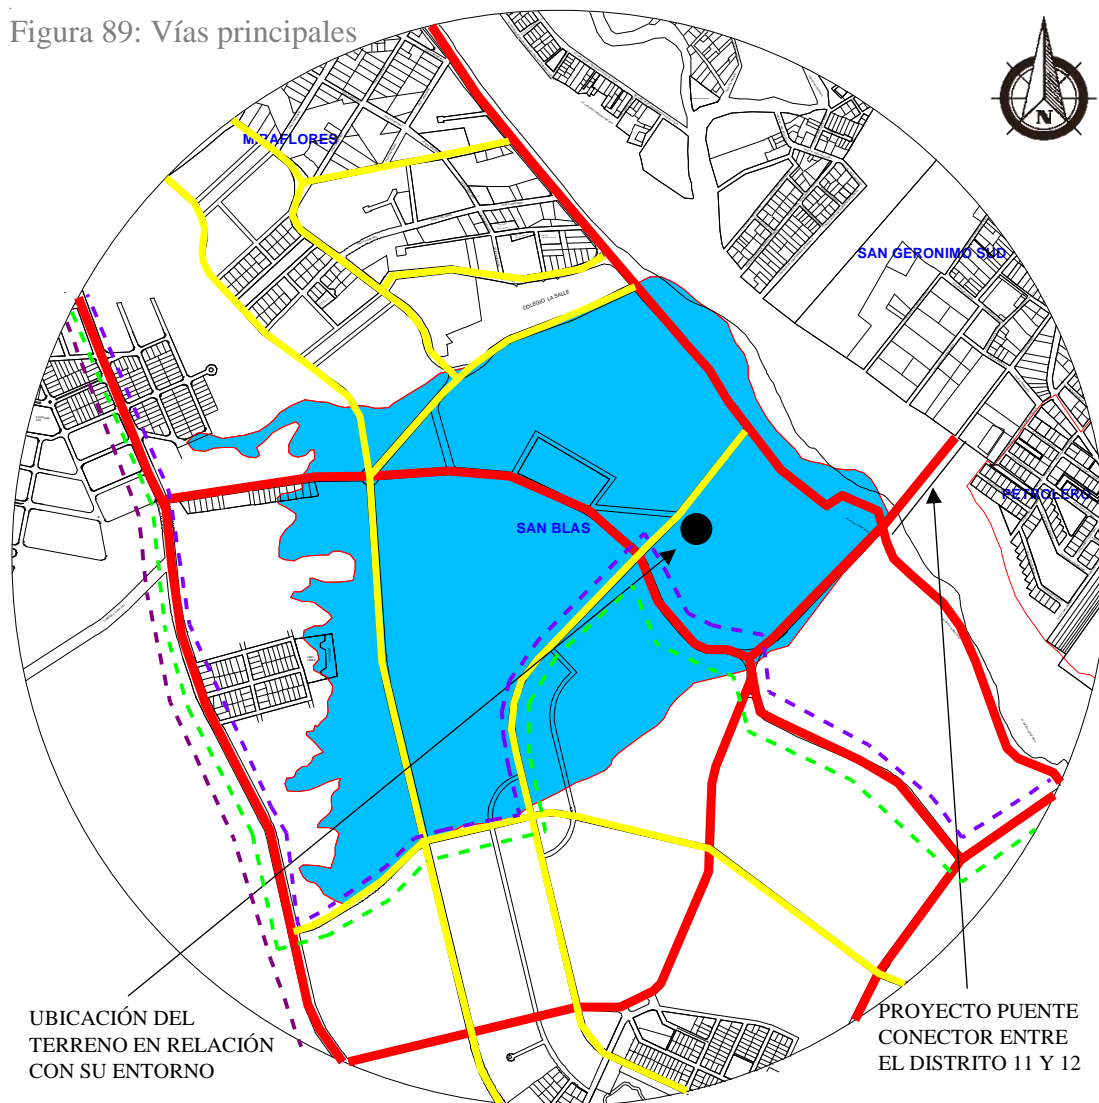 Figura 89: Vías principales
N
MIRAFLORES
SAN GERONIMO SUD
COLEGIO LA SALLE
PETROLERO
SAN BLAS
UBICACIÓN DEL
TERRENO EN RELACIÓN
CON SU ENTORNO
PROYECTO PUENTE
CONECTOR ENTRE
EL DISTRITO 11 Y 12